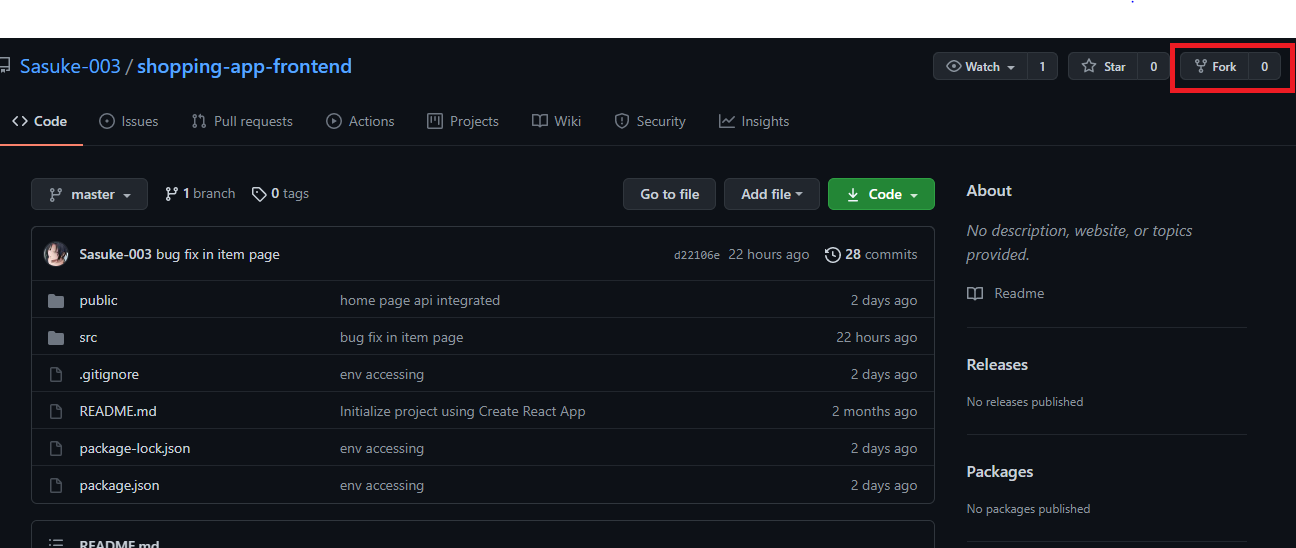 Sasuke-003 / shopping-app-frontend
Watch 1 Star 0 Fork 0
Code Issues Pull requests Actions Projects Wiki Security Insights
master 1 branch 0 tags Go to file Add file Code
Sasuke-003 bug fix in item page d22106e 22 hours ago 28 commits
public home page api integrated 2 days ago
src bug fix in item page 22 hours ago
.gitignore env accessing 2 days ago
README.md Initialize project using Create React App 2 months ago
package-lock.json env accessing 2 days ago
package.json env accessing 2 days ago
README.md
About
No description, website, or topics
provided.
Readme
Releases
No releases published
Packages
No packages published